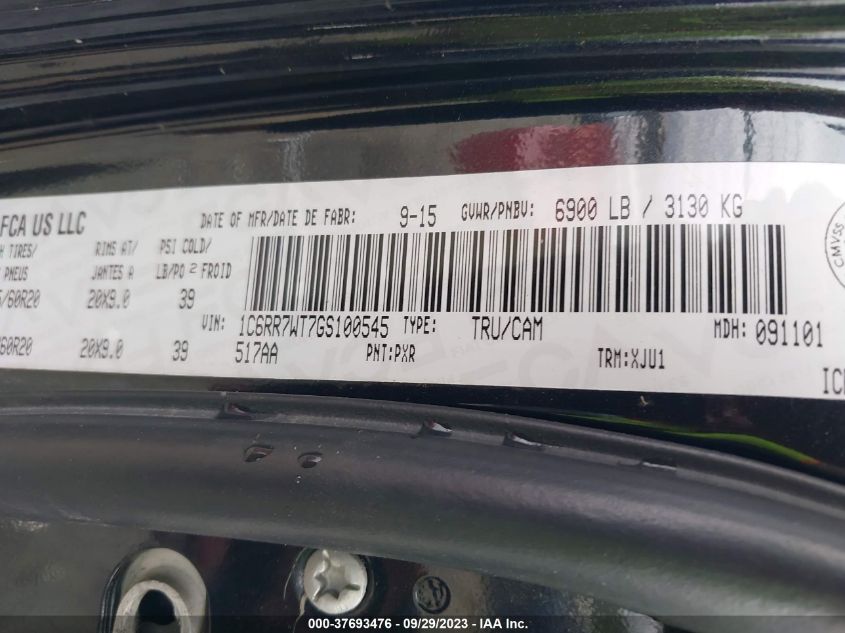 FCA US LLC DATE OF MFR/DATE DE FABR: 9-15 GVWR/PNBV: 6900 LB / 3130 KG
TIRES/ RIMS AT/ PSI COLD/
PNEUS JANTES A LB/PO 2 FROID
/60R20 20X9.0 39
VIN: 1C6RR7WT7GS100545 TYPE: TRU/CAM MDH: 091101
60R20 20X9.0 39 517AA PNT:PXR TRM:XJU1
CMVSS
000-37693476 - 09/29/2023 - IAAI Inc.